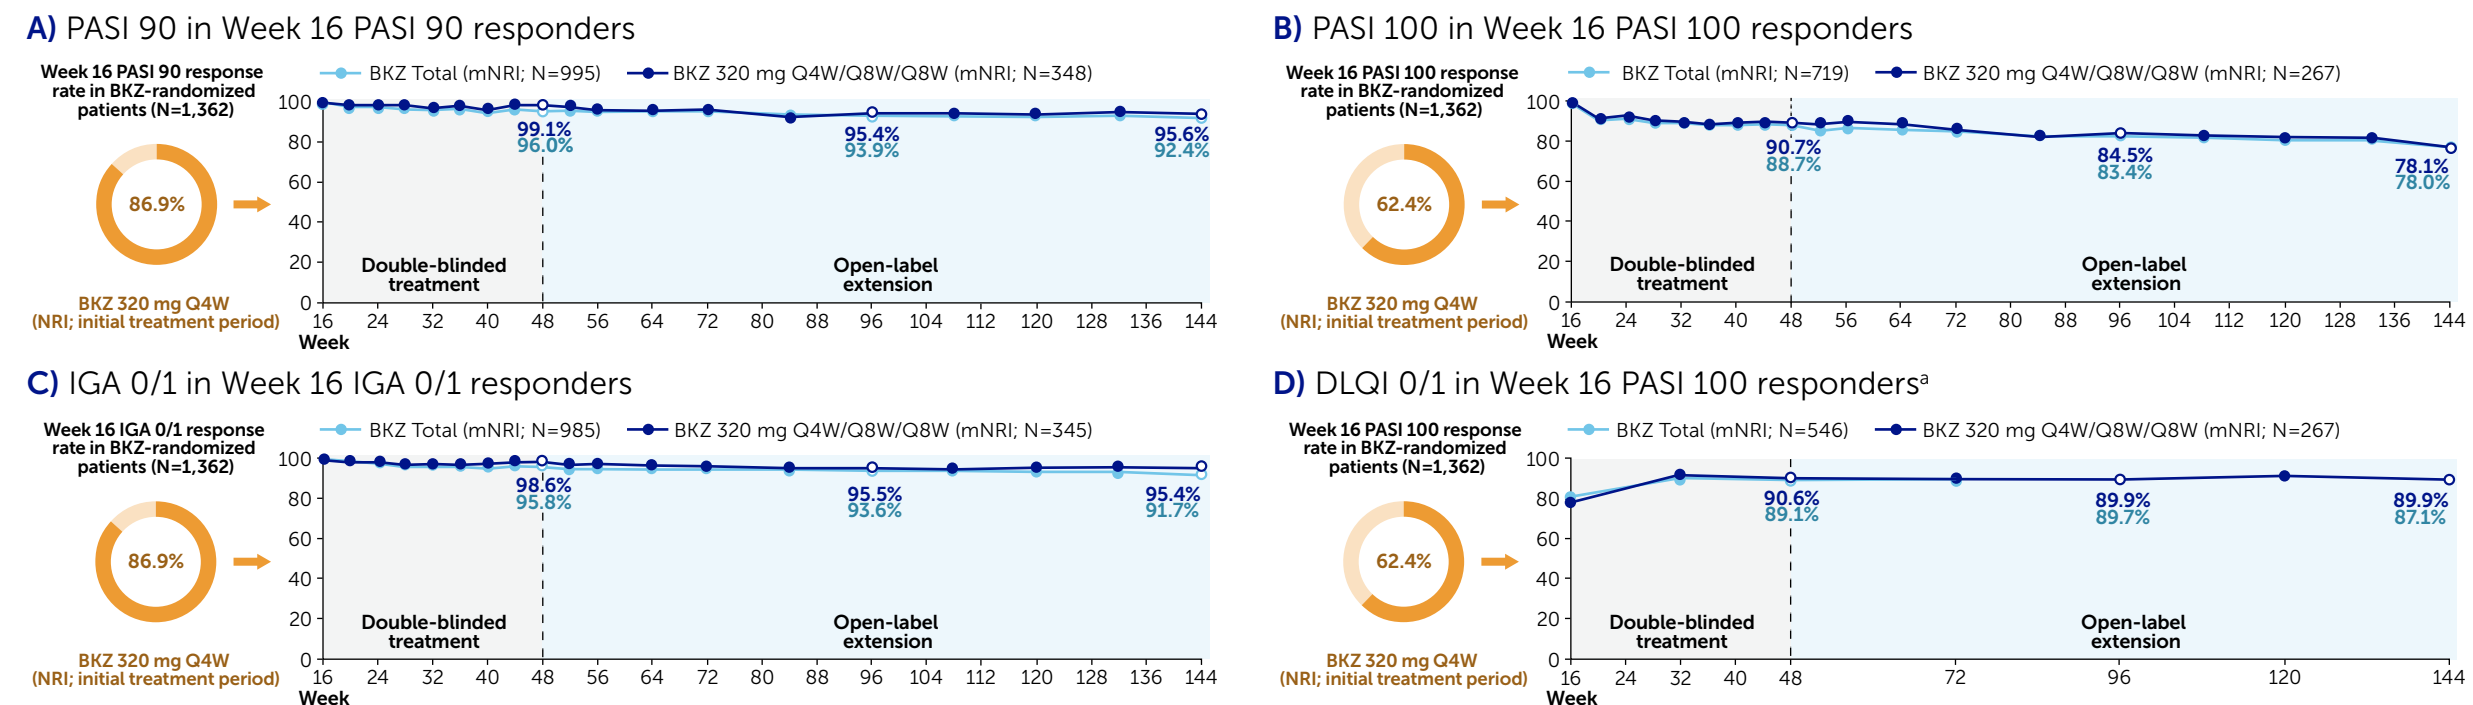 A) PASI 90 in Week 16 PASI 90 responders
Week 16 PASI 90 response
rate in BKZ-randomized
patients (N=1,362)
86.9%
BKZ 320 mg Q4W
(NRI; initial treatment period)
BKZ Total (mNRI; N=995)
BKZ 320 mg Q4W/Q8W/Q8W (mNRI; N=348)
100
80
60
40
20
0
99.1%
96.0%
95.4%
93.9%
95.6%
92.4%
Double-blinded
treatment
Open-label
extension
16 24 32 40 48 56 64 72 80 88 96 104 112 120 128 136 144
Week
B) PASI 100 in Week 16 PASI 100 responders
Week 16 PASI 100 response
rate in BKZ-randomized
patients (N=1,362)
62.4%
BKZ 320 mg Q4W
(NRI; initial treatment period)
BKZ Total (mNRI; N=719)
BKZ 320 mg Q4W/Q8W/Q8W (mNRI; N=267)
100
80
60
40
20
0
90.7%
88.7%
84.5%
83.4%
78.1%
78.0%
Double-blinded
treatment
Open-label
extension
16 24 32 40 48 56 64 72 80 88 96 104 112 120 128 136 144
Week
C) IGA 0/1 in Week 16 IGA 0/1 responders
Week 16 IGA 0/1 response
rate in BKZ-randomized
patients (N=1,362)
86.9%
BKZ 320 mg Q4W
(NRI; initial treatment period)
BKZ Total (mNRI; N=985)
BKZ 320 mg Q4W/Q8W/Q8W (mNRI; N=345)
100
80
60
40
20
0
98.6%
95.8%
95.5%
93.6%
95.4%
91.7%
Double-blinded
treatment
Open-label
extension
16 24 32 40 48 56 64 72 80 88 96 104 112 120 128 136 144
Week
D) DLQI 0/1 in Week 16 PASI 100 respondersᵃ
Week 16 PASI 100 response
rate in BKZ-randomized
patients (N=1,362)
62.4%
BKZ 320 mg Q4W
(NRI; initial treatment period)
BKZ Total (mNRI; N=546)
BKZ 320 mg Q4W/Q8W/Q8W (mNRI; N=267)
100
80
60
40
20
0
90.6%
89.1%
89.9%
89.7%
89.9%
87.1%
Double-blinded
treatment
Open-label
extension
16 24 32 40 48 72 96 120 144
Week